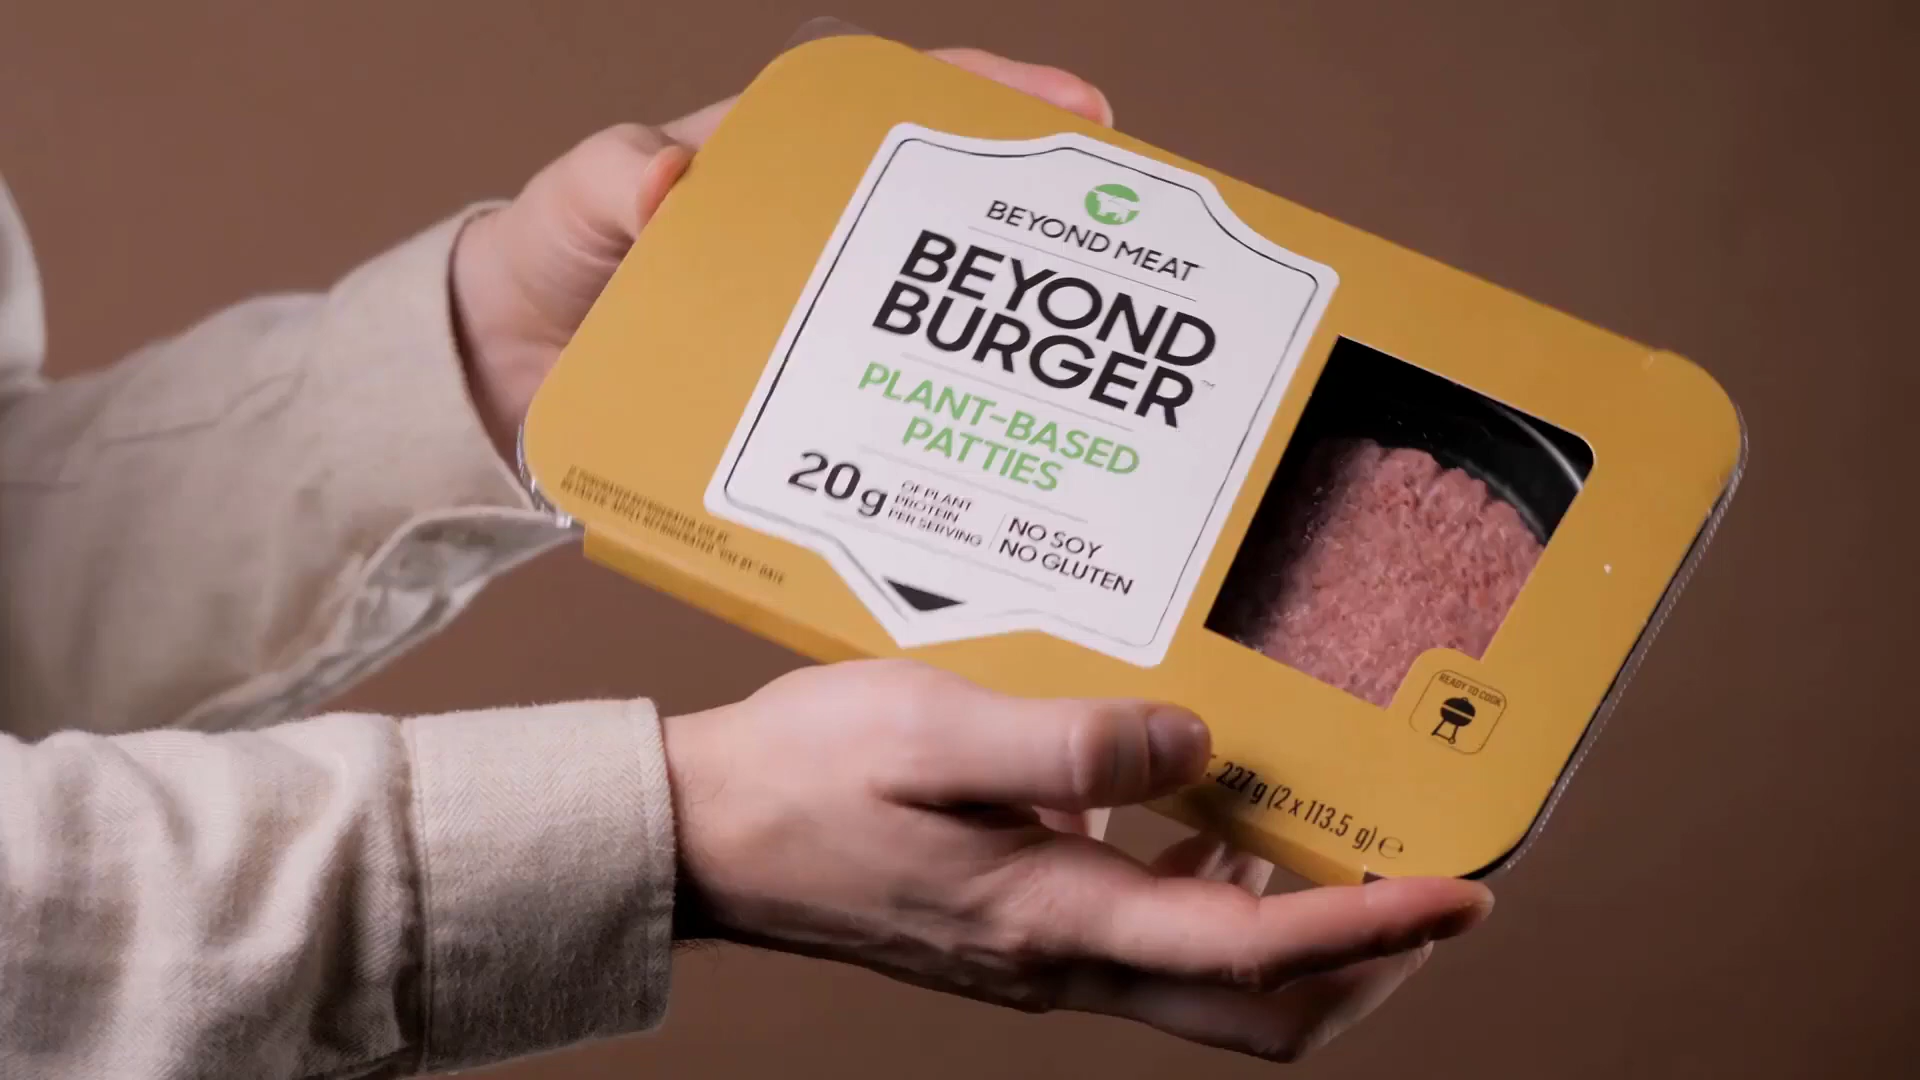 BEYOND MEAT
BEYOND
BURGER™
PLANT-BASED
PATTIES
20g
OF PLANT
PROTEIN
PER SERVING
NO SOY
NO GLUTEN
READY TO COOK
227 g (2 x 113.5 g) ℮